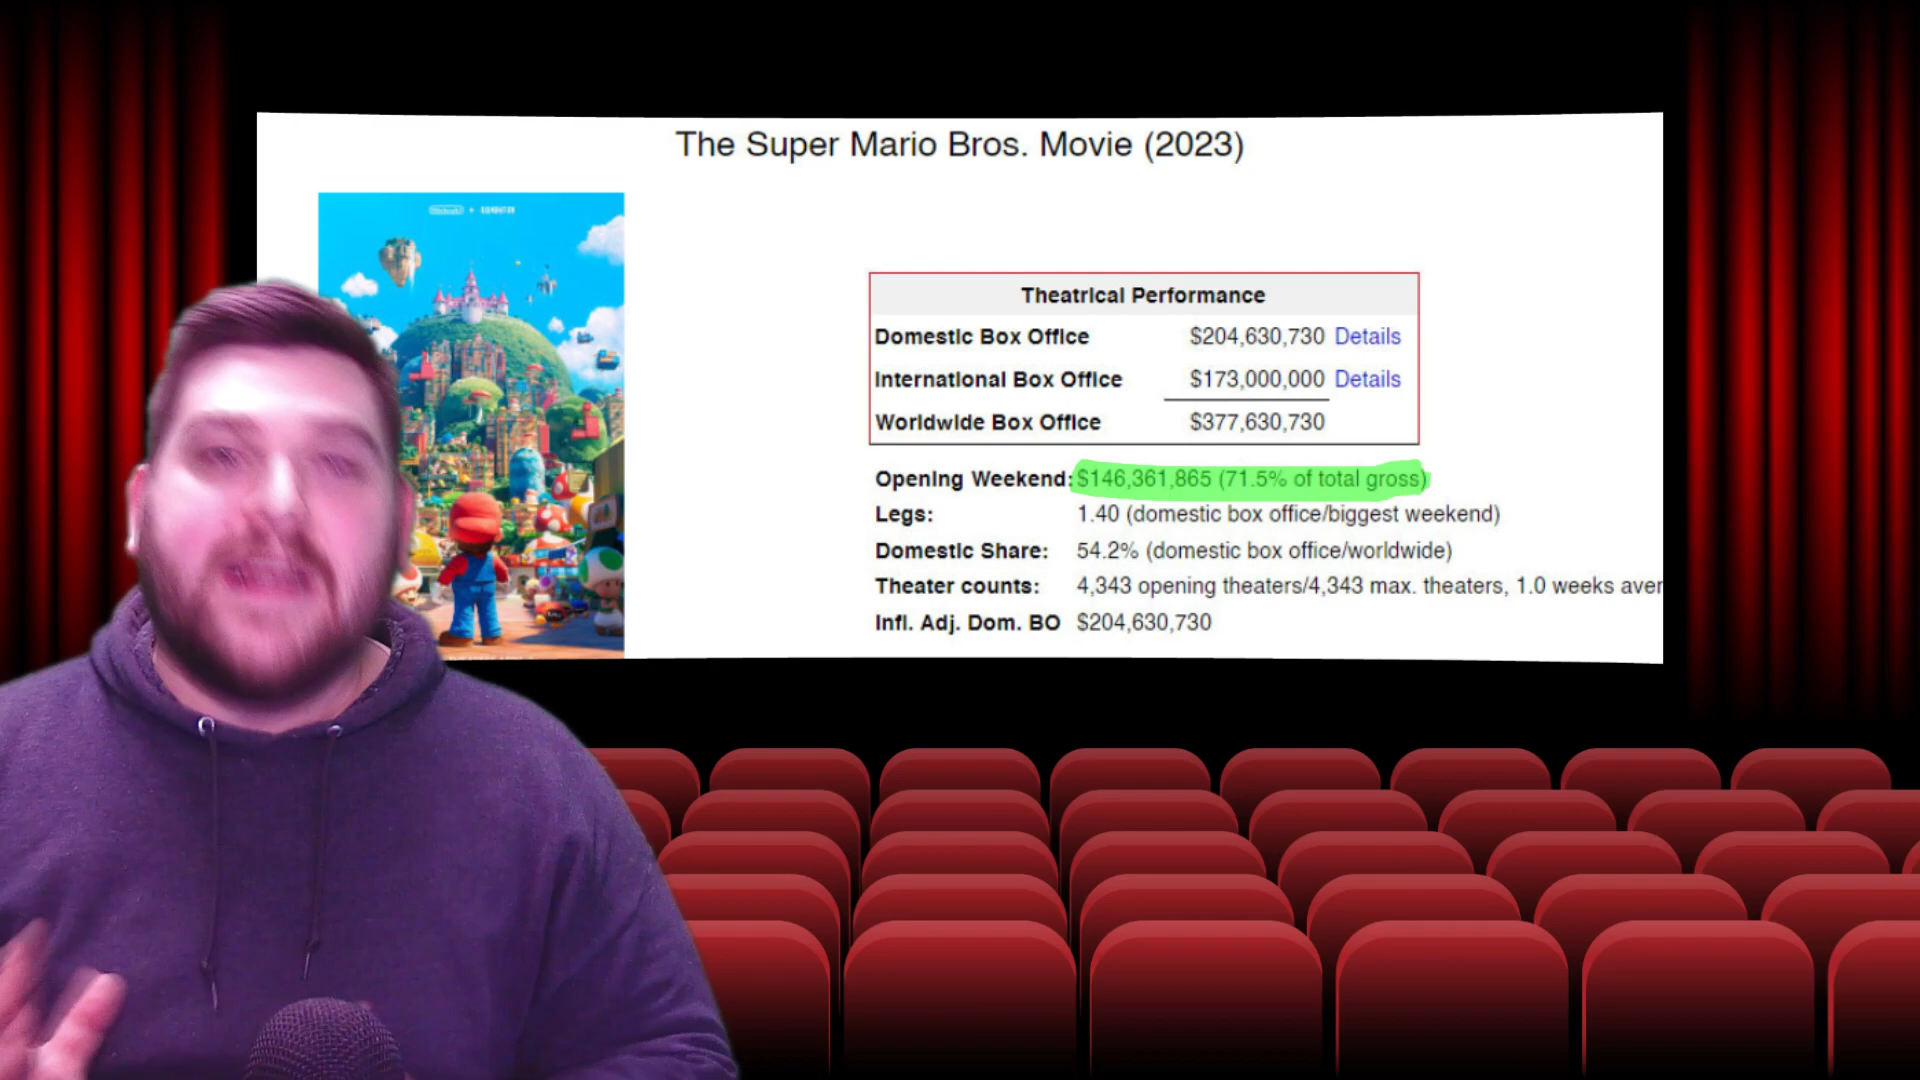 The Super Mario Bros. Movie (2023)
Nintendo
Theatrical Performance
Domestic Box Office $204,630,730 Details
International Box Office $173,000,000 Details
Worldwide Box Office $377,630,730
Opening Weekend: $146,361,865 (71.5% of total gross)
Legs: 1.40 (domestic box office/biggest weekend)
Domestic Share: 54.2% (domestic box office/worldwide)
Theater counts: 4,343 opening theaters/4,343 max. theaters, 1.0 weeks aver
Infl. Adj. Dom. BO $204,630,730